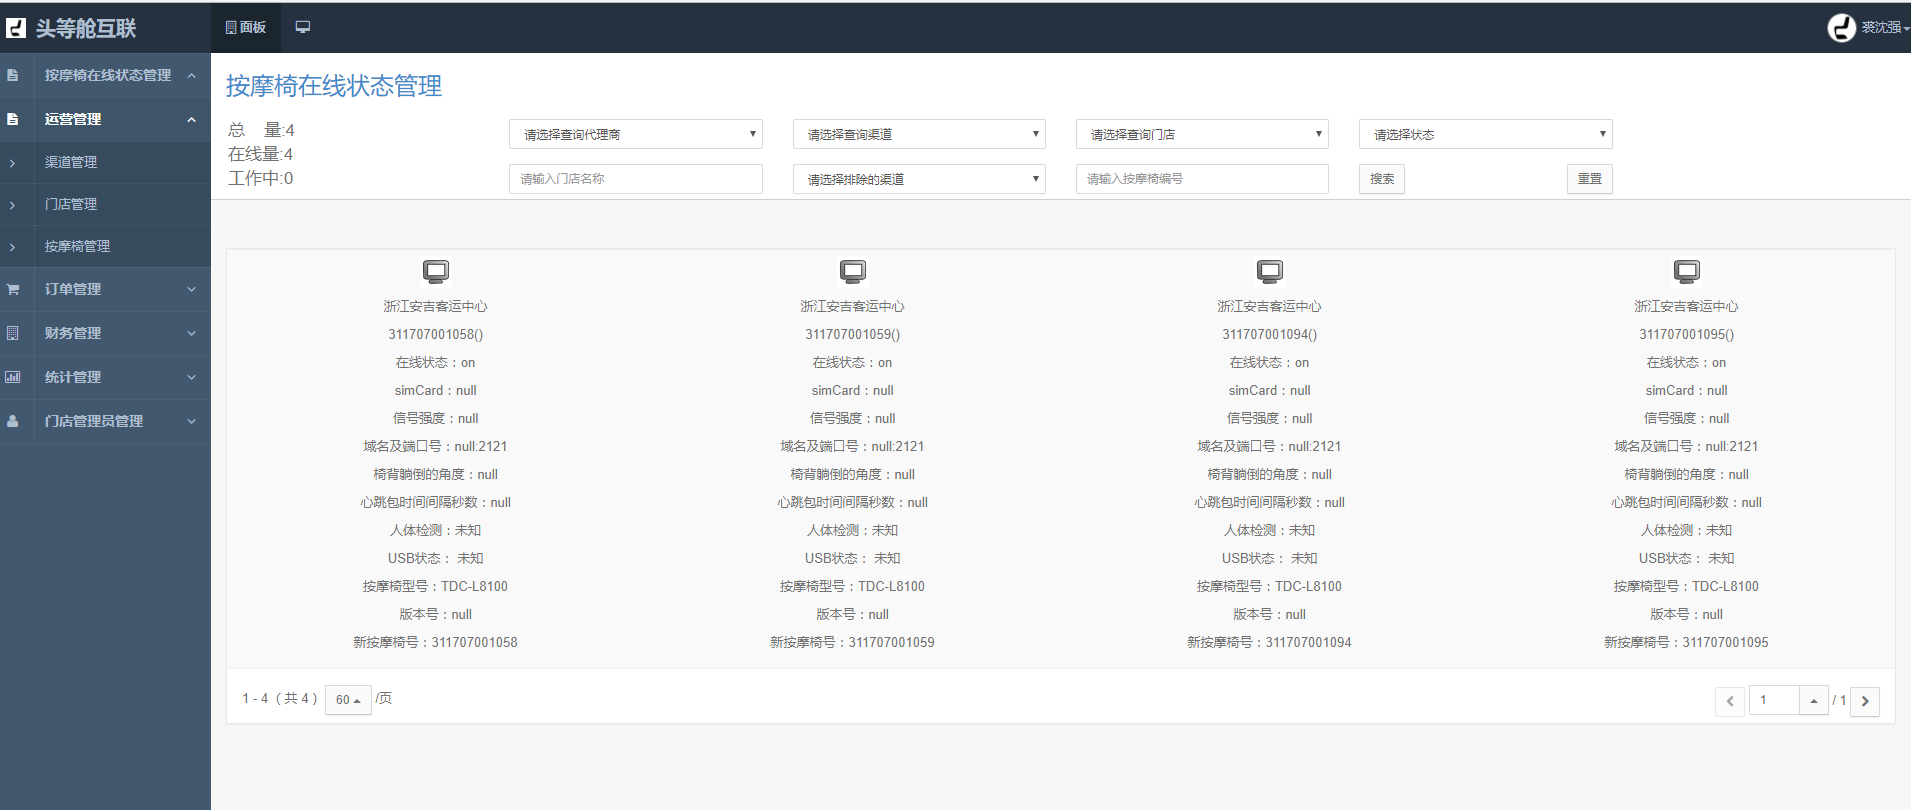 头等舱互联
面板
裘沈强
按摩椅在线状态管理
运营管理
渠道管理
门店管理
按摩椅管理
订单管理
财务管理
统计管理
门店管理员管理
按摩椅在线状态管理
总 量:4
在线量:4
工作中:0
请选择查询代理商 请选择查询渠道 请选择查询门店 请选择状态
请输入门店名称 请选择排除的渠道 请输入按摩椅编号 搜索 重置
浙江安吉客运中心
311707001058()
在线状态：on
simCard：null
信号强度：null
域名及端口号：null:2121
椅背躺倒的角度：null
心跳包时间间隔秒数：null
人体检测：未知
USB状态： 未知
按摩椅型号：TDC-L8100
版本号：null
新按摩椅号：311707001058
浙江安吉客运中心
311707001059()
在线状态：on
simCard：null
信号强度：null
域名及端口号：null:2121
椅背躺倒的角度：null
心跳包时间间隔秒数：null
人体检测：未知
USB状态： 未知
按摩椅型号：TDC-L8100
版本号：null
新按摩椅号：311707001059
浙江安吉客运中心
311707001094()
在线状态：on
simCard：null
信号强度：null
域名及端口号：null:2121
椅背躺倒的角度：null
心跳包时间间隔秒数：null
人体检测：未知
USB状态： 未知
按摩椅型号：TDC-L8100
版本号：null
新按摩椅号：311707001094
浙江安吉客运中心
311707001095()
在线状态：on
simCard：null
信号强度：null
域名及端口号：null:2121
椅背躺倒的角度：null
心跳包时间间隔秒数：null
人体检测：未知
USB状态： 未知
按摩椅型号：TDC-L8100
版本号：null
新按摩椅号：311707001095
1 - 4（ 共 4 ） 60 /页 1 / 1